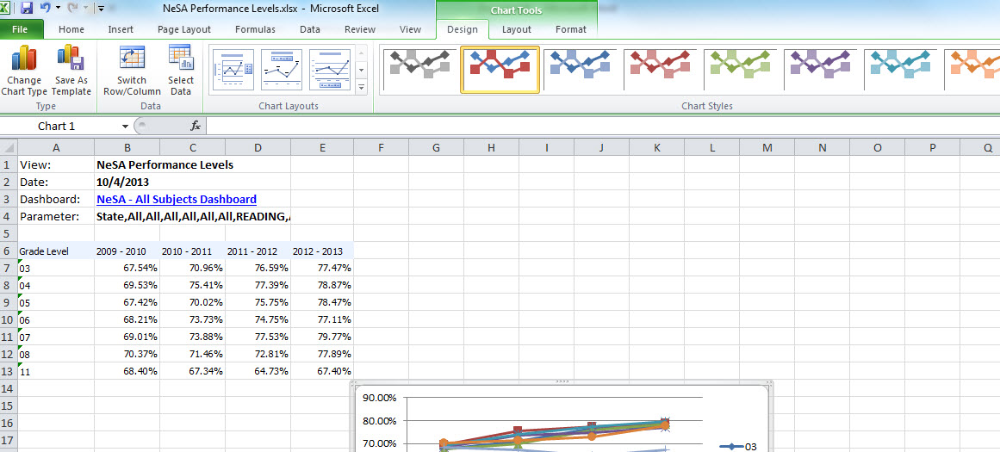 NeSA Performance Levels.xlsx - Microsoft Excel
Chart Tools
File Home Insert Page Layout Formulas Data Review View Design Layout Format
Change Chart Type
Save As Template
Switch Row/Column
Select Data
Type Data Chart Layouts Chart Styles
Chart 1 fx
A B C D E F G H I J K L M N O P Q
1 View: NeSA Performance Levels
2 Date: 10/4/2013
3 Dashboard: NeSA - All Subjects Dashboard
4 Parameter: State,All,All,All,All,All,All,READING,
5
6 Grade Level 2009 - 2010 2010 - 2011 2011 - 2012 2012 - 2013
7 03 67.54% 70.96% 76.59% 77.47%
8 04 69.53% 75.41% 77.39% 78.87%
9 05 67.42% 70.02% 75.75% 78.47%
10 06 68.21% 73.73% 74.75% 77.11%
11 07 69.01% 73.88% 77.53% 79.77%
12 08 70.37% 71.46% 72.81% 77.89%
13 11 68.40% 67.34% 64.73% 67.40%
14
15 90.00%
16 80.00%
17 70.00% 03